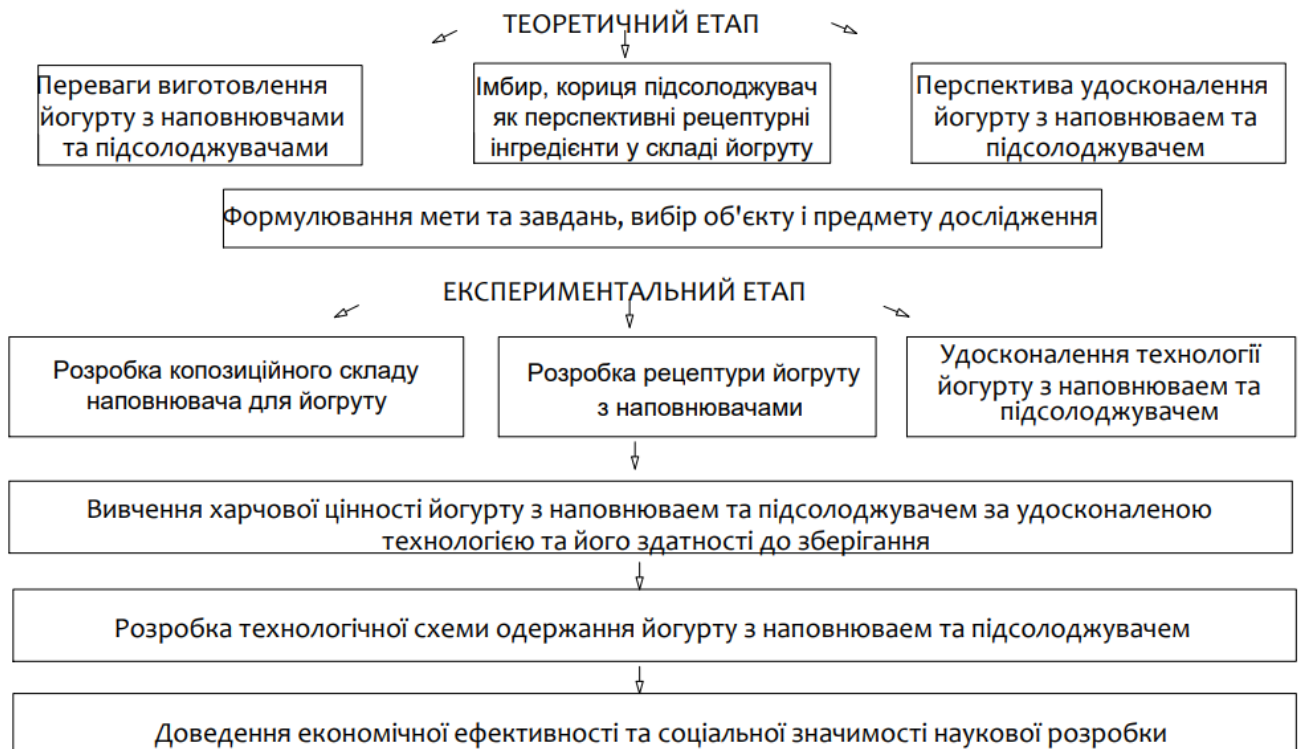 ТЕОРЕТИЧНИЙ ЕТАП
Переваги виготовлення
йогурту з наповнювчами
та підсолоджувачами
Імбир, кориця підсолоджувач
як перспективні рецептурні
інгредієнти у складі йогруту
Перспектива удосконалення
йогурту з наповнюваем та
підсолоджувачем
Формулювання мети та завдань, вибір об'єкту і предмету дослідження
ЕКСПЕРИМЕНТАЛЬНИЙ ЕТАП
Розробка копозиційного складу
наповнювача для йогруту
Розробка рецептури йогруту
з наповнювачами
Удосконалення технології
йогурту з наповнюваем та
підсолоджувачем
Вивчення харчової цінності йогурту з наповнюваем та підсолоджувачем за удосконаленою
технологією та його здатності до зберігання
Розробка технологічної схеми одержання йогурту з наповнюваем та підсолоджувачем
Доведення економічної ефективності та соціальної значимості наукової розробки